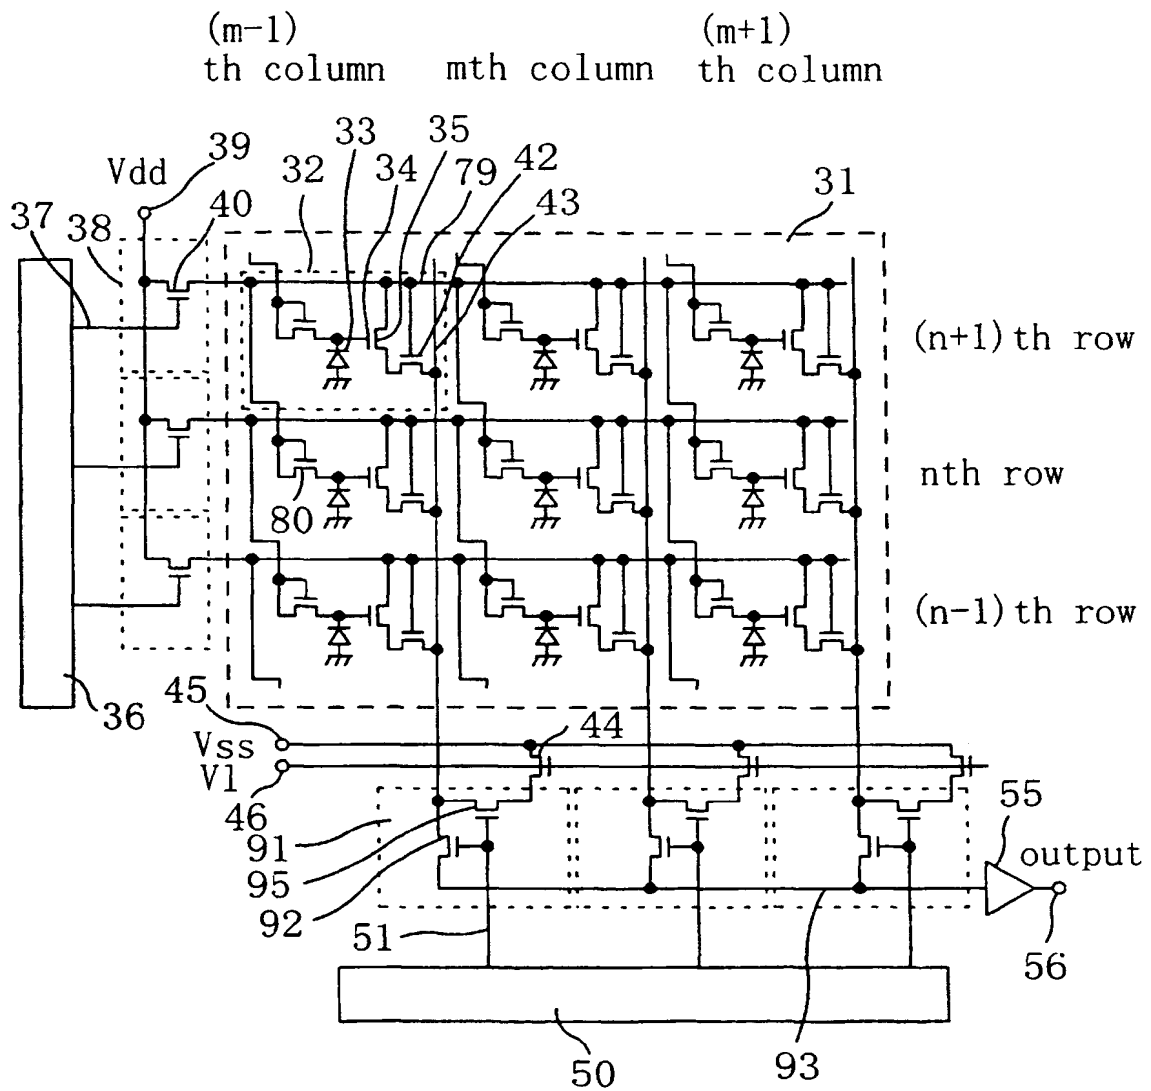 (m-1)
th column
mth column
(m+1)
th column
39
33
35
42
Vdd
32
34
79
31
40
43
37
38
(n+1)th row
nth row
80
(n-1)th row
36
45
44
Vss
Vl
46
55
91
output
95
92
51
56
50
93